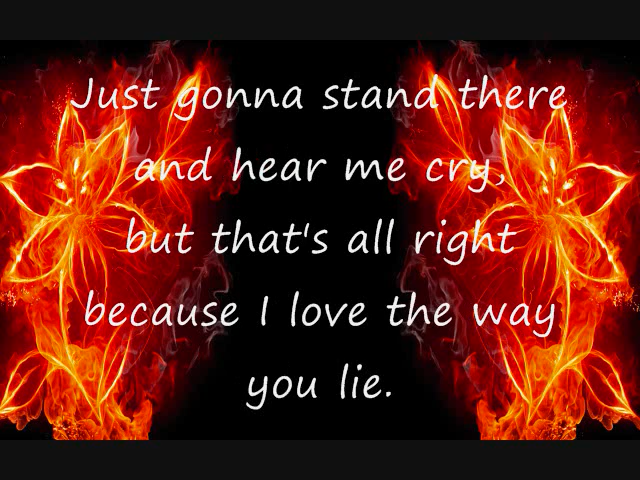 Just gonna stand there
and hear me cry,
but that's all right
because I love the way
you lie.